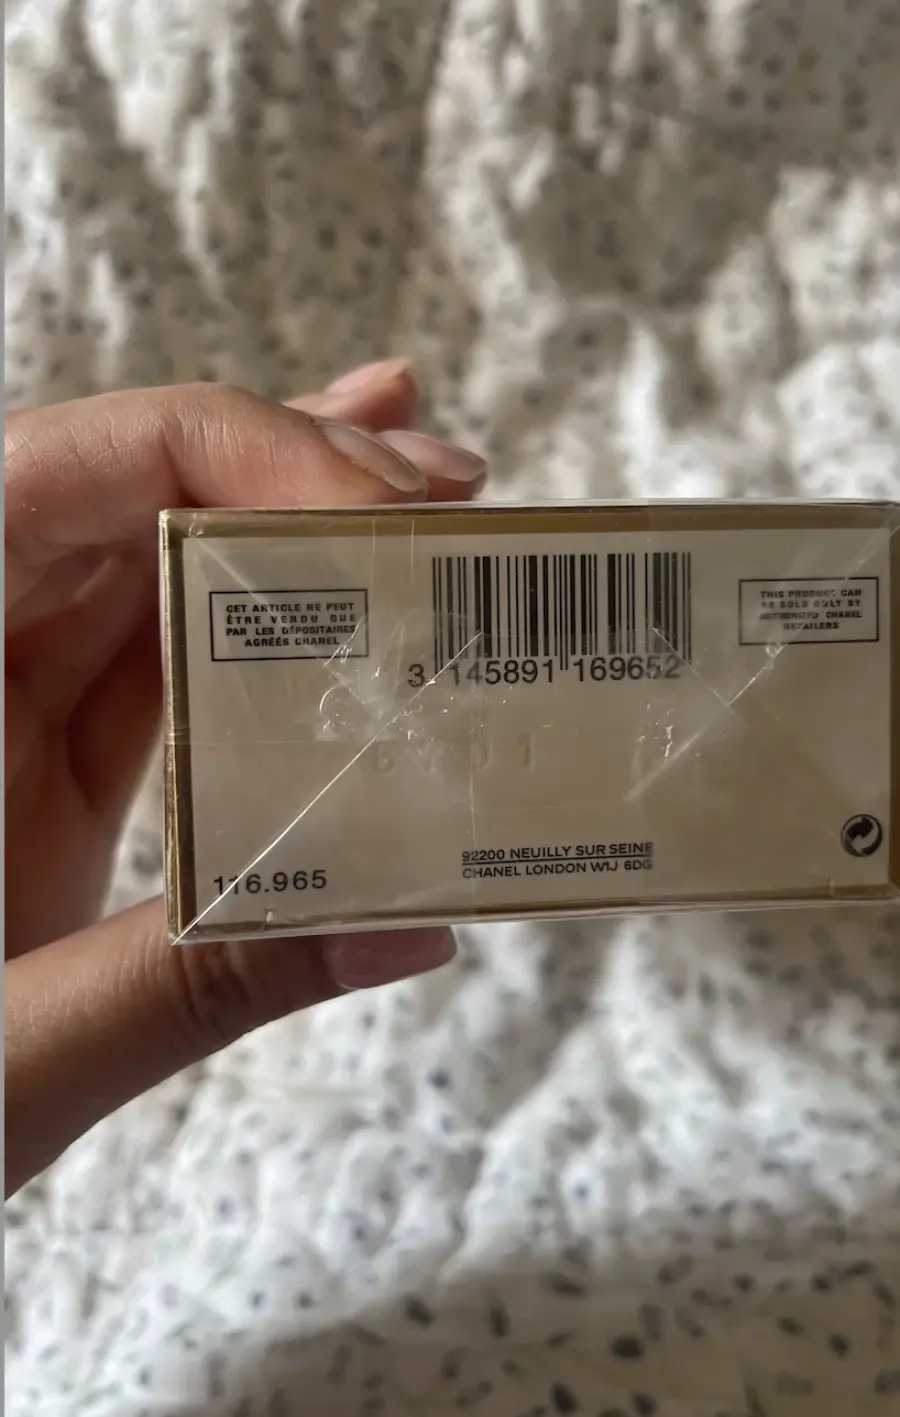 CET ARTICLE NE PEUT
ÊTRE VENDU QUE
PAR LES DÉPOSITAIRES
AGRÉÉS CHANEL
3 145891 169652
THIS PRODUCT CAN
BE SOLD ONLY BY
AUTHORIZED CHANEL
RETAILERS
116.965
92200 NEUILLY SUR SEINE
CHANEL LONDON W1J 6DG